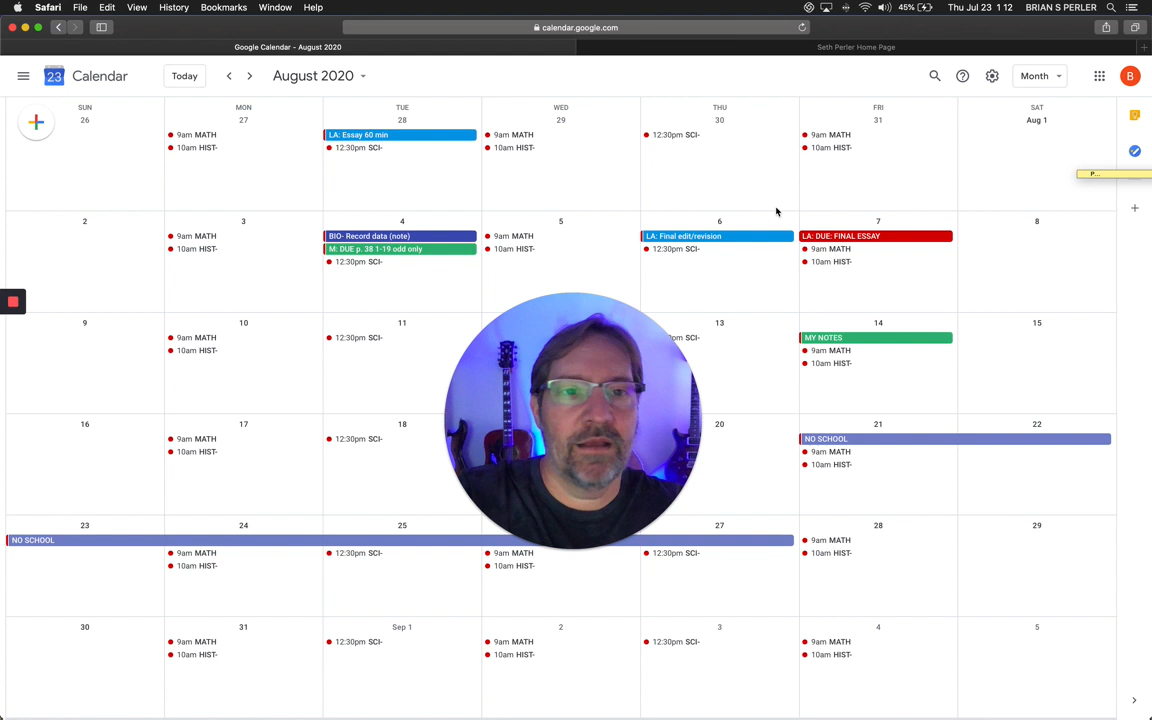 Safari File Edit View History Bookmarks Window Help 45% Thu Jul 23 1 12 BRIAN S PERLER
calendar.google.com
Google Calendar - August 2020 Seth Perler Home Page
23 Calendar Today August 2020 Month B
SUN MON TUE WED THU FRI SAT
26 27 28 29 30 31 Aug 1
9am MATH LA: Essay 60 min 9am MATH 12:30pm SCI- 9am MATH
10am HIST- 12:30pm SCI- 10am HIST- 10am HIST-
P...
2 3 4 5 6 7 8
9am MATH BIO- Record data (note) 9am MATH LA: Final edit/revision LA: DUE: FINAL ESSAY
10am HIST- M: DUE p. 38 1-19 odd only 10am HIST- 12:30pm SCI- 9am MATH
12:30pm SCI- 10am HIST-
9 10 11 13 14 15
9am MATH 12:30pm SCI- pm SCI- MY NOTES
10am HIST- 9am MATH
10am HIST-
16 17 18 20 21 22
9am MATH 12:30pm SCI- NO SCHOOL
10am HIST- 9am MATH
10am HIST-
23 24 25 27 28 29
NO SCHOOL 9am MATH
9am MATH 12:30pm SCI- 9am MATH 12:30pm SCI- 10am HIST-
10am HIST- 10am HIST-
30 31 Sep 1 2 3 4 5
9am MATH 12:30pm SCI- 9am MATH 12:30pm SCI- 9am MATH
10am HIST- 10am HIST- 10am HIST-